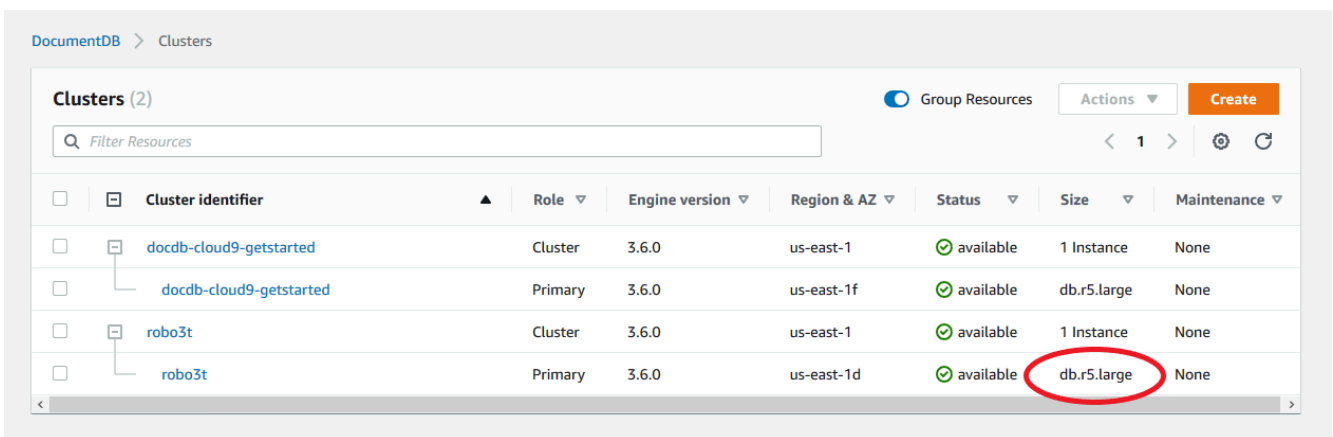 DocumentDB > Clusters
Clusters (2) Group Resources Actions Create
Filter Resources < 1 >
Cluster identifier Role Engine version Region & AZ Status Size Maintenance
docdb-cloud9-getstarted Cluster 3.6.0 us-east-1 available 1 Instance None
docdb-cloud9-getstarted Primary 3.6.0 us-east-1f available db.r5.large None
robo3t Cluster 3.6.0 us-east-1 available 1 Instance None
robo3t Primary 3.6.0 us-east-1d available db.r5.large None